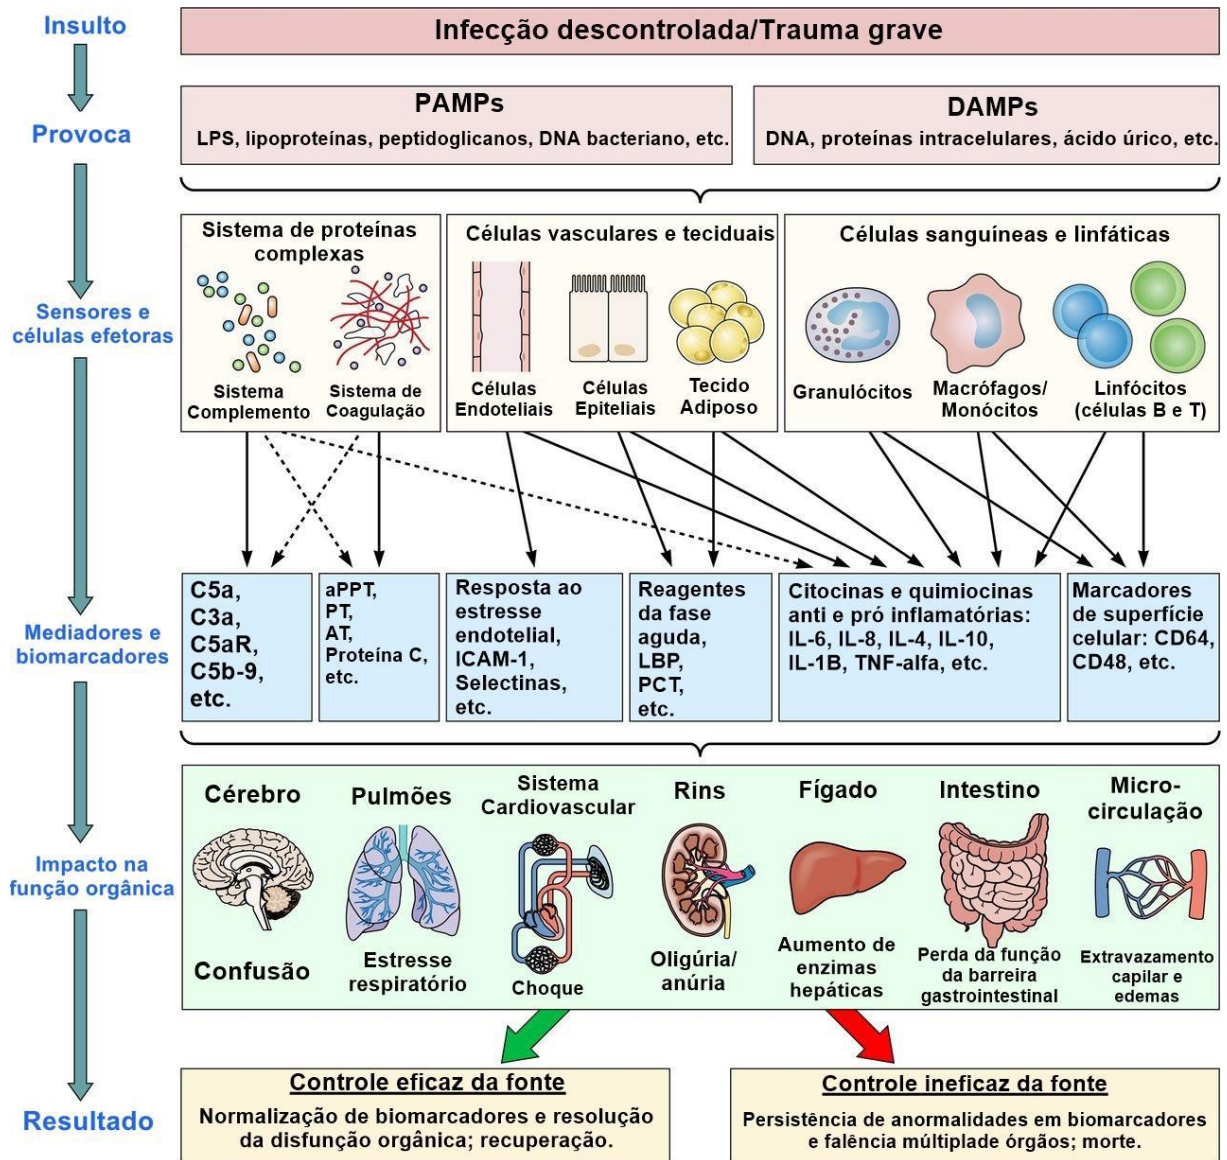 Insulto
Infecção descontrolada/Trauma grave
Provoca
PAMPs
LPS, lipoproteínas, peptidoglicanos, DNA bacteriano, etc.
DAMPs
DNA, proteínas intracelulares, ácido úrico, etc.
Sensores e
células efetoras
Sistema de proteínas
complexas
Sistema
Complemento
Sistema de
Coagulação
Células vasculares e teciduais
Células
Endoteliais
Células
Epiteliais
Tecido
Adiposo
Células sanguíneas e linfáticas
Granulócitos
Macrófagos/
Monócitos
Linfócitos
(células B e T)
Mediadores e
biomarcadores
C5a,
C3a,
C5aR,
C5b-9,
etc.
aPPT,
PT,
AT,
Proteína C,
etc.
Resposta ao
estresse
endotelial,
ICAM-1,
Selectinas,
etc.
Reagentes
da fase
aguda,
LBP,
PCT,
etc.
Citocinas e quimiocinas
anti e pró inflamatórias:
IL-6, IL-8, IL-4, IL-10,
IL-1B, TNF-alfa, etc.
Marcadores
de superfície
celular: CD64,
CD48, etc.
Impacto na
função orgânica
Cérebro
Confusão
Pulmões
Estresse
respiratório
Sistema
Cardiovascular
Choque
Rins
Oligúria/
anúria
Fígado
Aumento de
enzimas
hepáticas
Intestino
Perda da função
da barreira
gastrointestinal
Micro-
circulação
Extravazamento
capilar e
edemas
Resultado
Controle eficaz da fonte
Normalização de biomarcadores e resolução
da disfunção orgânica; recuperação.
Controle ineficaz da fonte
Persistência de anormalidades em biomarcadores
e falência múltiplade órgãos; morte.